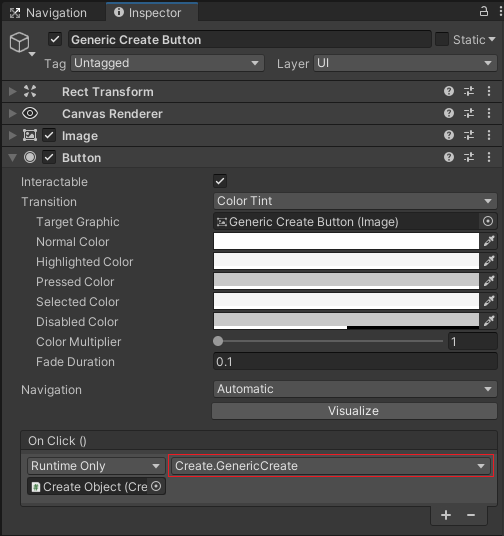 Navigation Inspector
Generic Create Button Static
Tag Untagged Layer UI
Rect Transform
Canvas Renderer
Image
Button
Interactable
Transition Color Tint
Target Graphic Generic Create Button (Image)
Normal Color
Highlighted Color
Pressed Color
Selected Color
Disabled Color
Color Multiplier 1
Fade Duration 0.1
Navigation Automatic
Visualize
On Click ()
Runtime Only Create.GenericCreate
Create Object (Cre